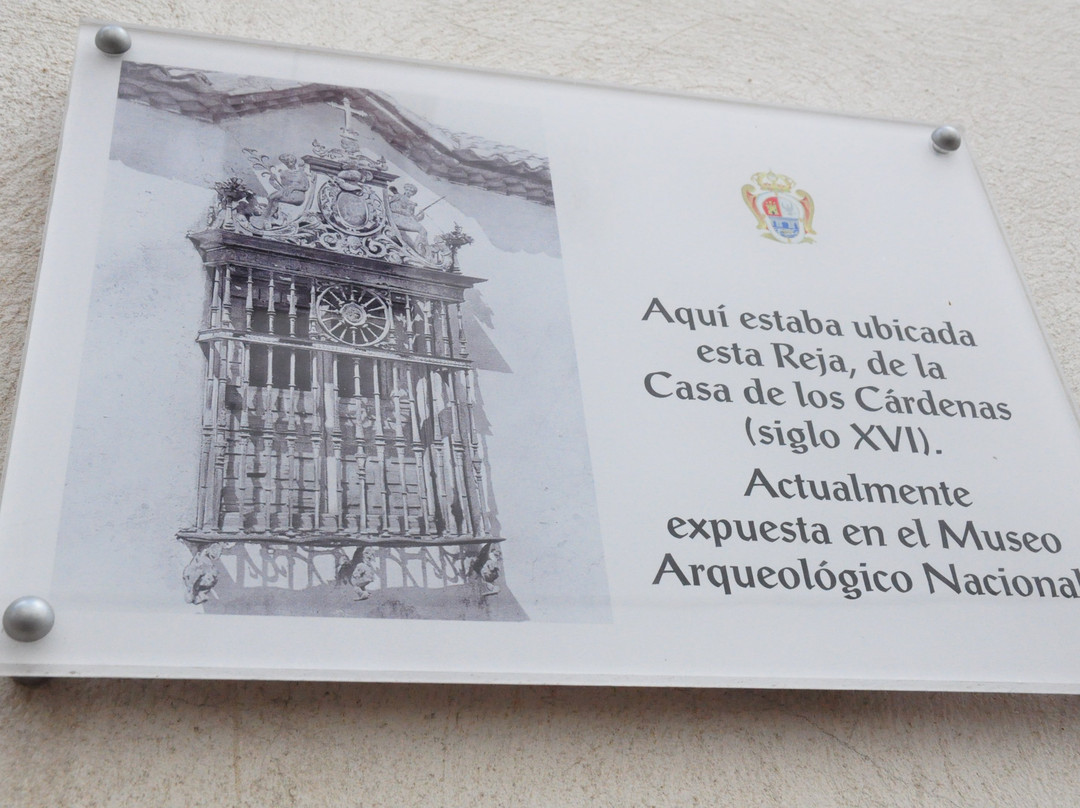 Aquí estaba ubicada
esta Reja, de la
Casa de los Cárdenas
(siglo XVI).
Actualmente
expuesta en el Museo
Arqueológico Nacional